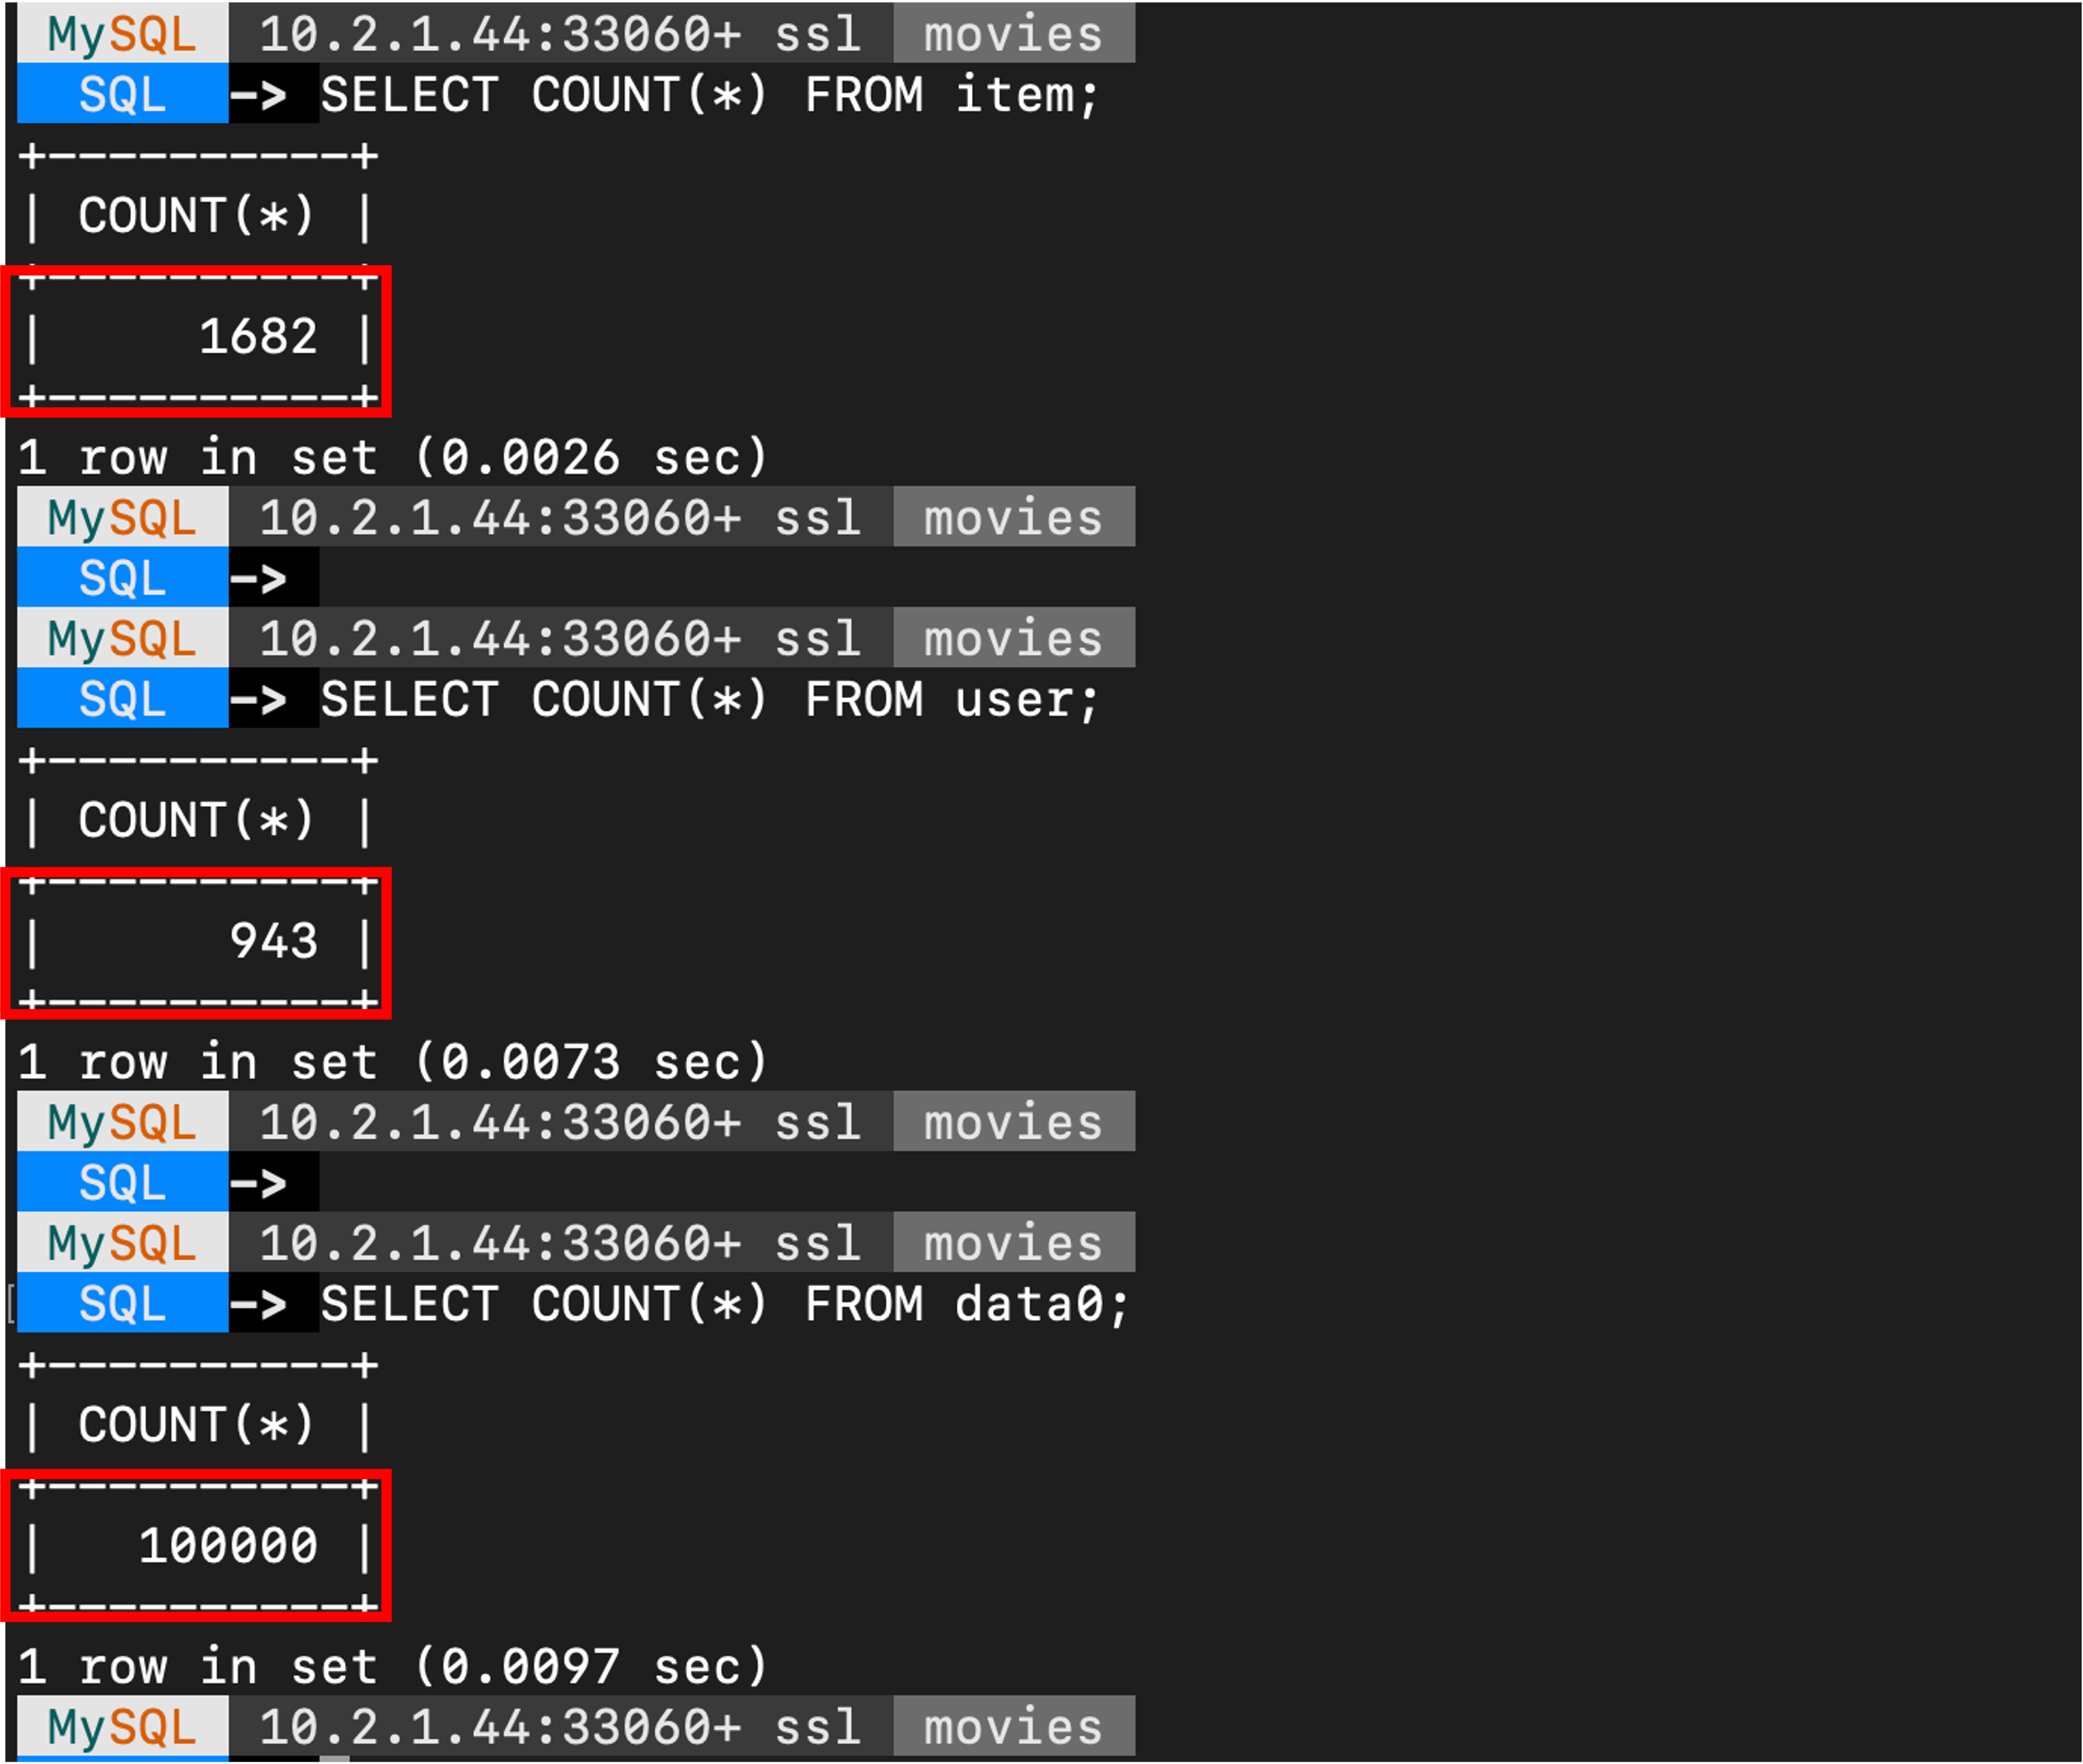 MySQL 10.2.1.44:33060+ ssl movies
SQL -> SELECT COUNT(*) FROM item;
+----------+
| COUNT(*) |
+----------+
| 1682 |
+----------+
1 row in set (0.0026 sec)
MySQL 10.2.1.44:33060+ ssl movies
SQL ->
MySQL 10.2.1.44:33060+ ssl movies
SQL -> SELECT COUNT(*) FROM user;
+----------+
| COUNT(*) |
+----------+
| 943 |
+----------+
1 row in set (0.0073 sec)
MySQL 10.2.1.44:33060+ ssl movies
SQL ->
MySQL 10.2.1.44:33060+ ssl movies
[ SQL -> SELECT COUNT(*) FROM data0;
+----------+
| COUNT(*) |
+----------+
| 100000 |
+----------+
1 row in set (0.0097 sec)
MySQL 10.2.1.44:33060+ ssl movies